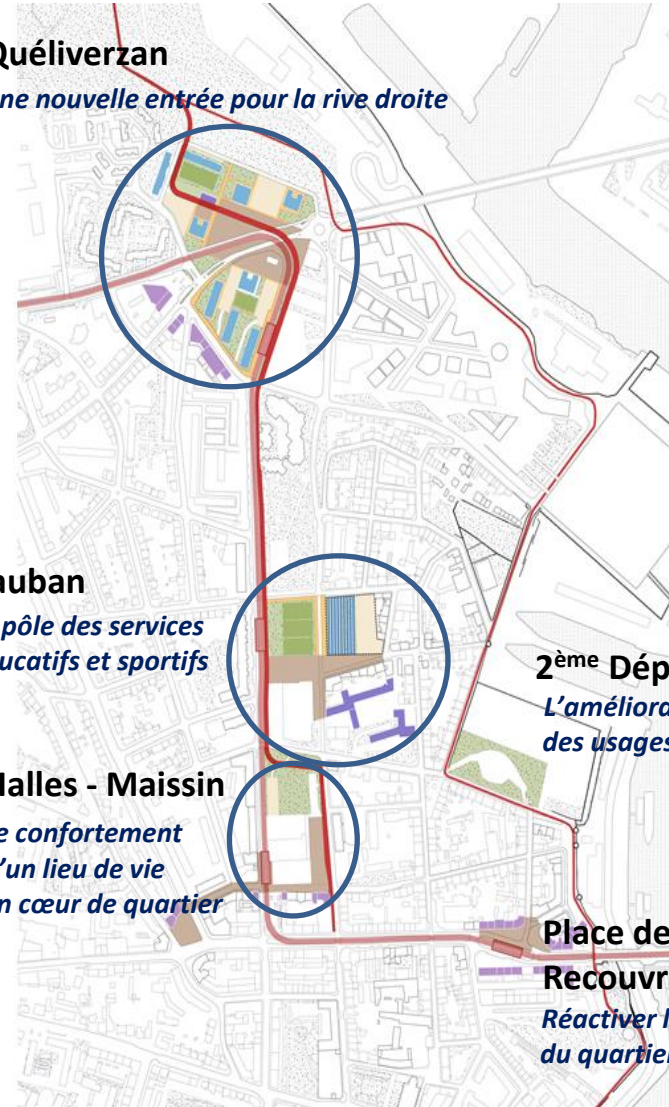 Quéliverzan
ne nouvelle entrée pour la rive droite
auban
pôle des services
ucatifs et sportifs
2ème Dép
L'améliora
des usages
Halles - Maissin
e confortement
'un lieu de vie
n cœur de quartier
Place de
Recouvr
Réactiver l
du quartier